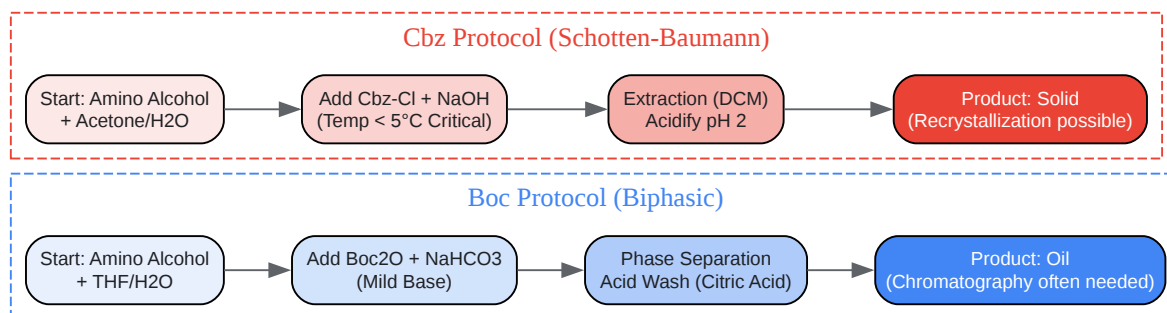 Cbz Protocol (Schotten-Baumann)
Start: Amino Alcohol
+ Acetone/H2O
Add Cbz-Cl + NaOH
(Temp < 5°C Critical)
Extraction (DCM)
Acidify pH 2
Product: Solid
(Recrystallization possible)
Boc Protocol (Biphasic)
Start: Amino Alcohol
+ THF/H2O
Add Boc2O + NaHCO3
(Mild Base)
Phase Separation
Acid Wash (Citric Acid)
Product: Oil
(Chromatography often needed)